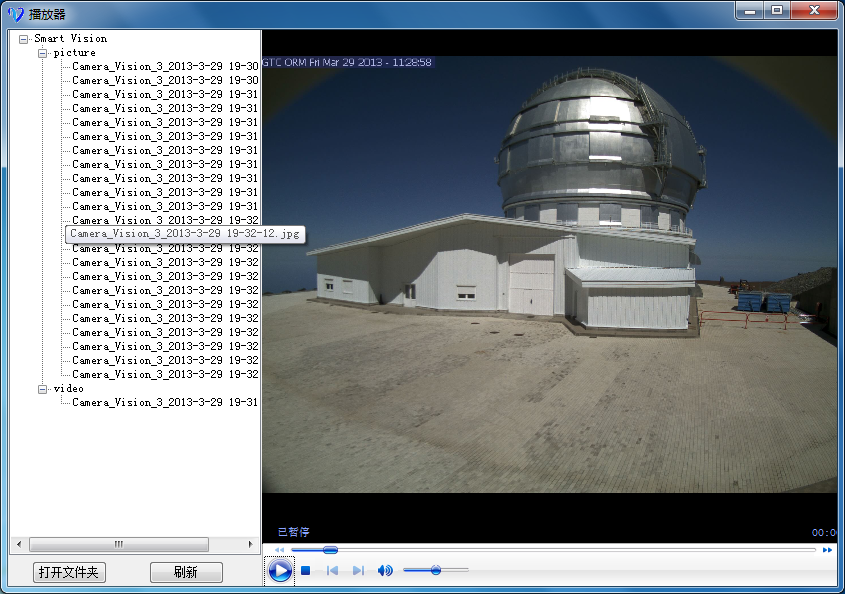 播放器
Smart Vision
picture
Camera_Vision_3_2013-3-29 19-30
Camera_Vision_3_2013-3-29 19-30
Camera_Vision_3_2013-3-29 19-31
Camera_Vision_3_2013-3-29 19-31
Camera_Vision_3_2013-3-29 19-31
Camera_Vision_3_2013-3-29 19-31
Camera_Vision_3_2013-3-29 19-31
Camera_Vision_3_2013-3-29 19-31
Camera_Vision_3_2013-3-29 19-31
Camera_Vision_3_2013-3-29 19-31
Camera_Vision_3_2013-3-29 19-31
Camera_Vision_3_2013-3-29 19-32
Camera_Vision_3_2013-3-29 19-32-12.jpg
Camera_Vision_3_2013-3-29 19-32
Camera_Vision_3_2013-3-29 19-32
Camera_Vision_3_2013-3-29 19-32
Camera_Vision_3_2013-3-29 19-32
Camera_Vision_3_2013-3-29 19-32
Camera_Vision_3_2013-3-29 19-32
Camera_Vision_3_2013-3-29 19-32
Camera_Vision_3_2013-3-29 19-32
Camera_Vision_3_2013-3-29 19-32
Camera_Vision_3_2013-3-29 19-32
video
Camera_Vision_3_2013-3-29 19-31
打开文件夹
刷新
GTC ORM Fri Mar 29 2013 - 11:28:58
已暂停
00:0